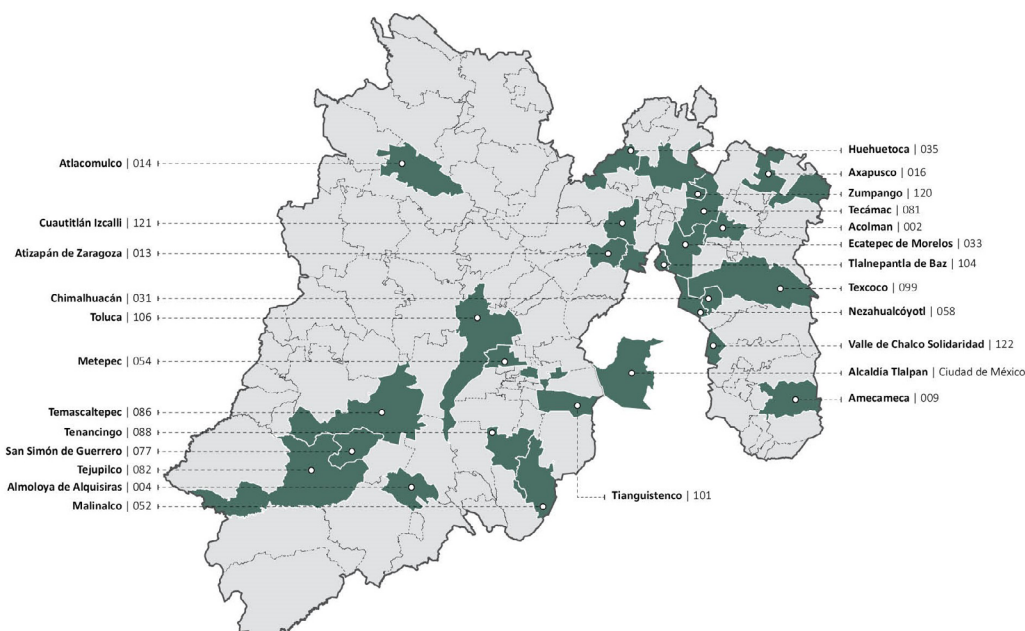 Atlacomulco | 014
Cuautitlán Izcalli | 121
Atizapán de Zaragoza | 013
Chimalhuacán | 031
Toluca | 106
Metepec | 054
Temascaltepec | 086
Tenancingo | 088
San Simón de Guerrero | 077
Tejupilco | 082
Almoloya de Alquisiras | 004
Malinalco | 052
Huehuetoca | 035
Axapusco | 016
Zumpango | 120
Tecámac | 081
Acolman | 002
Ecatepec de Morelos | 033
Tlalnepantla de Baz | 104
Texcoco | 099
Nezahualcóyotl | 058
Valle de Chalco Solidaridad | 122
Alcaldía Tlalpan | Ciudad de México
Amecameca | 009
Tianguistenco | 101